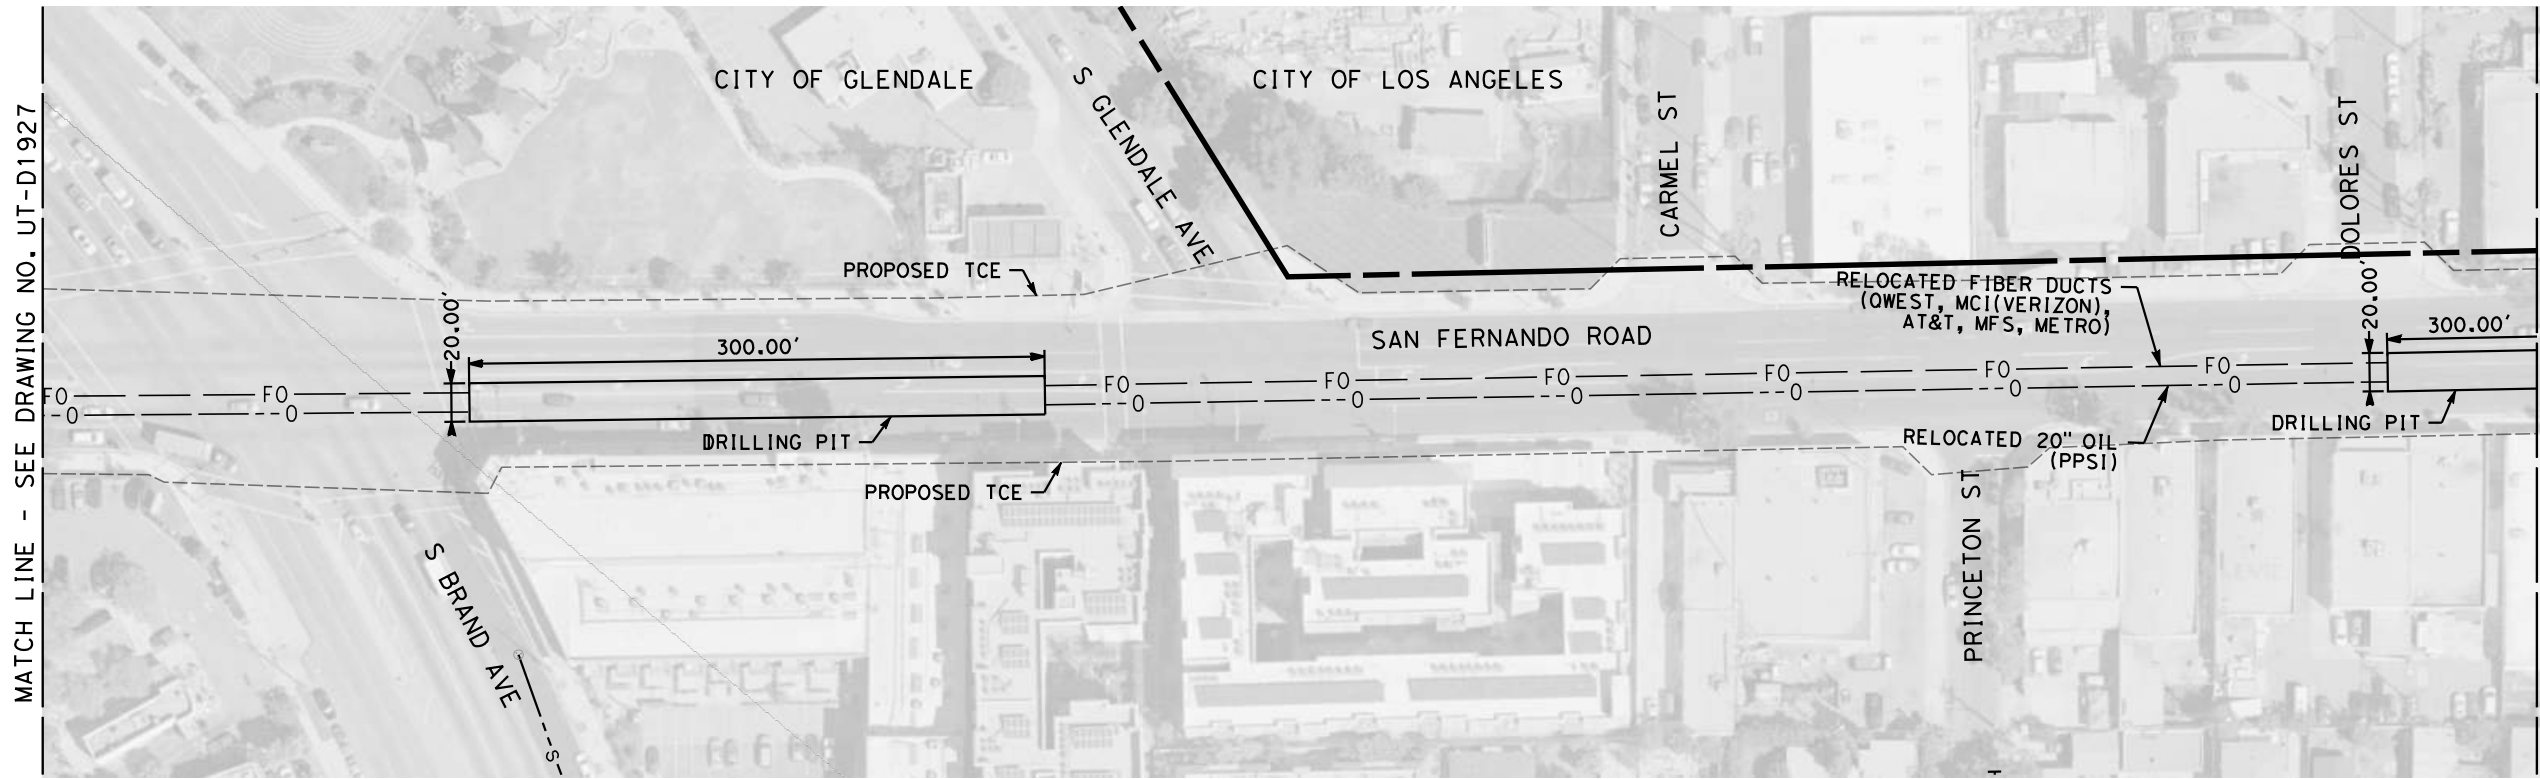 MATCH LINE - SEE DRAWING NO. UT-D1927
CITY OF GLENDALE
S GLENDALE AVE
CITY OF LOS ANGELES
CARMEL ST
DOLORES ST
PROPOSED TCE
RELOCATED FIBER DUCTS
(QWEST, MCI(VERIZON),
AT&T, MFS, METRO)
SAN FERNANDO ROAD
20.00'
300.00'
20.00'
300.00'
FO
FO
FO
FO
FO
FO
FO
FO
O
O
O
O
O
O
O
O
DRILLING PIT
DRILLING PIT
RELOCATED 20" OIL
(PPSI)
PROPOSED TCE
PRINCETON ST
S BRAND AVE
S